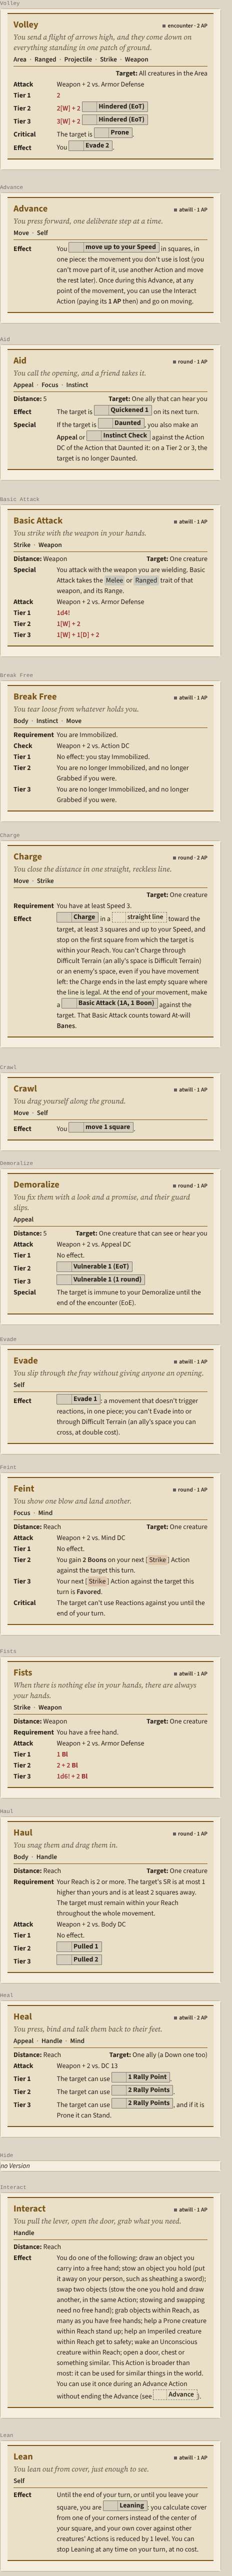 Volley
Volley ■ encounter · 2 AP
You send a flight of arrows high, and they come down on
everything standing in one patch of ground.
Area · Ranged · Projectile · Strike · Weapon
Target: All creatures in the Area
Attack Weapon + 2 vs. Armor Defense
Tier 1 2
Tier 2 2[W] + 2 Hindered (EoT)
Tier 3 3[W] + 2 Hindered (EoT)
Critical The target is Prone.
Effect You Evade 2.
Advance
Advance ■ atwill · 1 AP
You press forward, one deliberate step at a time.
Move · Self
Effect You move up to your Speed in squares, in
one piece: the movement you don't use is lost (you
can't move part of it, use another Action and move
the rest later). Once during this Advance, at any
point of the movement, you can use the Interact
Action (paying its 1 AP then) and go on moving.
Aid
Aid ■ round · 1 AP
You call the opening, and a friend takes it.
Appeal · Focus · Instinct
Distance: 5 Target: One ally that can hear you
Effect The target is Quickened 1 on its next turn.
Special If the target is Daunted, you also make an
Appeal or Instinct Check against the Action
DC of the Action that Daunted it: on a Tier 2 or 3, the
target is no longer Daunted.
Basic Attack
Basic Attack ■ atwill · 1 AP
You strike with the weapon in your hands.
Strike · Weapon
Distance: Weapon Target: One creature
Special You attack with the weapon you are wielding. Basic
Attack takes the Melee or Ranged trait of that
weapon, and its Range.
Attack Weapon + 2 vs. Armor Defense
Tier 1 1d4!
Tier 2 1[W] + 2
Tier 3 1[W] + 1[D] + 2
Break Free
Break Free ■ atwill · 1 AP
You tear loose from whatever holds you.
Body · Instinct · Move
Requirement You are Immobilized.
Check Weapon + 2 vs. Action DC
Tier 1 No effect; you stay Immobilized.
Tier 2 You are no longer Immobilized, and no longer
Grabbed if you were.
Tier 3 You are no longer Immobilized, and no longer
Grabbed if you were.
Charge
Charge ■ round · 2 AP
You close the distance in one straight, reckless line.
Move · Strike
Target: One creature
Requirement You have at least Speed 3.
Effect Charge in a straight line toward the
target, at least 3 squares and up to your Speed, and
stop on the first square from which the target is
within your Reach. You can't Charge through
Difficult Terrain (an ally's space is Difficult Terrain)
or an enemy's space, even if you have movement
left: the Charge ends in the last empty square where
the line is legal. At the end of your movement, make
a Basic Attack (1A, 1 Boon) against the
target. That Basic Attack counts toward At-will
Banes.
Crawl
Crawl ■ atwill · 1 AP
You drag yourself along the ground.
Move · Self
Effect You move 1 square.
Demoralize
Demoralize ■ round · 1 AP
You fix them with a look and a promise, and their guard
slips.
Appeal
Distance: 5 Target: One creature that can see or hear you
Attack Weapon + 2 vs. Appeal DC
Tier 1 No effect.
Tier 2 Vulnerable 1 (EoT)
Tier 3 Vulnerable 1 (1 round)
Special The target is immune to your Demoralize until the
end of the encounter (EoE).
Evade
Evade ■ atwill · 1 AP
You slip through the fray without giving anyone an opening.
Self
Effect Evade 1: a movement that doesn't trigger
reactions, in one piece; you can't Evade into or
through Difficult Terrain (an ally's space you can
cross, at double cost).
Feint
Feint ■ round · 1 AP
You show one blow and land another.
Focus · Mind
Distance: Reach Target: One creature
Attack Weapon + 2 vs. Mind DC
Tier 1 No effect.
Tier 2 You gain 2 Boons on your next [Strike] Action
against the target this turn.
Tier 3 Your next [Strike] Action against the target this
turn is Favored.
Critical The target can't use Reactions against you until the
end of your turn.
Fists
Fists ■ atwill · 1 AP
When there is nothing else in your hands, there are always
your hands.
Strike · Weapon
Distance: Weapon Target: One creature
Requirement You have a free hand.
Attack Weapon + 2 vs. Armor Defense
Tier 1 1 Bl
Tier 2 2 + 2 Bl
Tier 3 1d6! + 2 Bl
Haul
Haul ■ round · 1 AP
You snag them and drag them in.
Body · Handle
Distance: Reach Target: One creature
Requirement Your Reach is 2 or more. The target's SR is at most 1
higher than yours and is at least 2 squares away.
The target must remain within your Reach
throughout the whole movement.
Attack Weapon + 2 vs. Body DC
Tier 1 No effect.
Tier 2 Pulled 1
Tier 3 Pulled 2
Heal
Heal ■ atwill · 2 AP
You press, bind and talk them back to their feet.
Appeal · Handle · Mind
Distance: Reach Target: One ally (a Down one too)
Attack Weapon + 2 vs. DC 13
Tier 1 The target can use 1 Rally Point.
Tier 2 The target can use 2 Rally Points.
Tier 3 The target can use 2 Rally Points, and if it is
Prone it can Stand.
Hide
no Version
Interact
Interact ■ atwill · 1 AP
You pull the lever, open the door, grab what you need.
Handle
Distance: Reach
Effect You do one of the following: draw an object you
carry into a free hand; stow an object you hold (put
it away on your person, such as sheathing a sword);
swap two objects (stow the one you hold and draw
another, in the same Action; stowing and swapping
need no free hand); grab objects within Reach, as
many as you have free hands; help a Prone creature
within Reach stand up; help an Imperiled creature
within Reach get to safety; wake an Unconscious
creature within Reach; open a door, chest or
something similar. This Action is broader than
most: it can be used for similar things in the world.
You can use it once during an Advance Action
without ending the Advance (see Advance).
Lean
Lean ■ atwill · 1 AP
You lean out from cover, just enough to see.
Self
Effect Until the end of your turn, or until you leave your
square, you are Leaning: you calculate cover
from one of your corners instead of the center of
your square, and your own cover against other
creatures' Actions is reduced by 1 level. You can
stop Leaning at any time on your turn, at no cost.